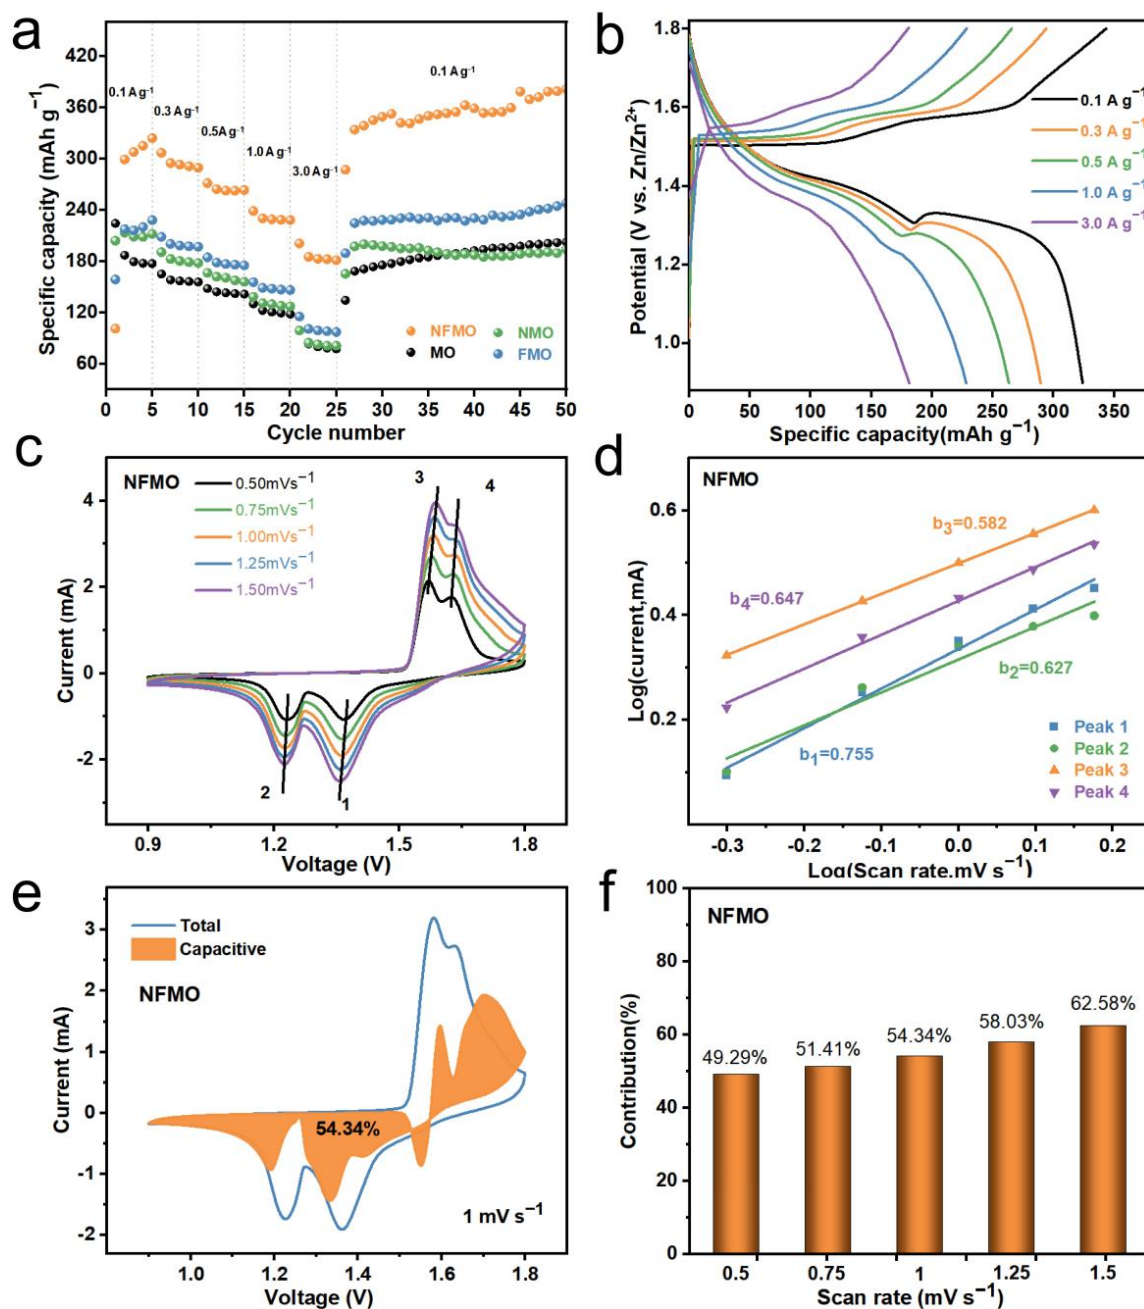 a
420
360
300
240
180
120
60
Specific capacity (mAh g⁻¹)
0.1 A g⁻¹
0.3 A g⁻¹
0.5A g⁻¹
1.0 A g⁻¹
3.0 A g⁻¹
0.1 A g⁻¹
NFMO
NMO
MO
FMO
0 5 10 15 20 25 30 35 40 45 50
Cycle number
b
1.8
1.6
1.4
1.2
1.0
Potential (V vs. Zn/Zn²⁺)
0.1 A g⁻¹
0.3 A g⁻¹
0.5 A g⁻¹
1.0 A g⁻¹
3.0 A g⁻¹
0 50 100 150 200 250 300 350
Specific capacity(mAh g⁻¹)
c
NFMO
0.50mVs⁻¹
0.75mVs⁻¹
1.00mVs⁻¹
1.25mVs⁻¹
1.50mVs⁻¹
3
4
2
1
4
2
0
-2
Current (mA)
0.9 1.2 1.5 1.8
Voltage (V)
d
NFMO
b₃=0.582
b₄=0.647
b₂=0.627
b₁=0.755
Peak 1
Peak 2
Peak 3
Peak 4
0.6
0.4
0.2
Log(current,mA)
-0.3 -0.2 -0.1 0.0 0.1 0.2
Log(Scan rate,mV s⁻¹)
e
Total
Capacitive
NFMO
54.34%
1 mV s⁻¹
3
2
1
0
-1
-2
Current (mA)
1.0 1.2 1.4 1.6 1.8
Voltage (V)
f
NFMO
100
80
60
40
20
0
Contribution(%)
49.29%
51.41%
54.34%
58.03%
62.58%
0.5 0.75 1 1.25 1.5
Scan rate (mV s⁻¹)